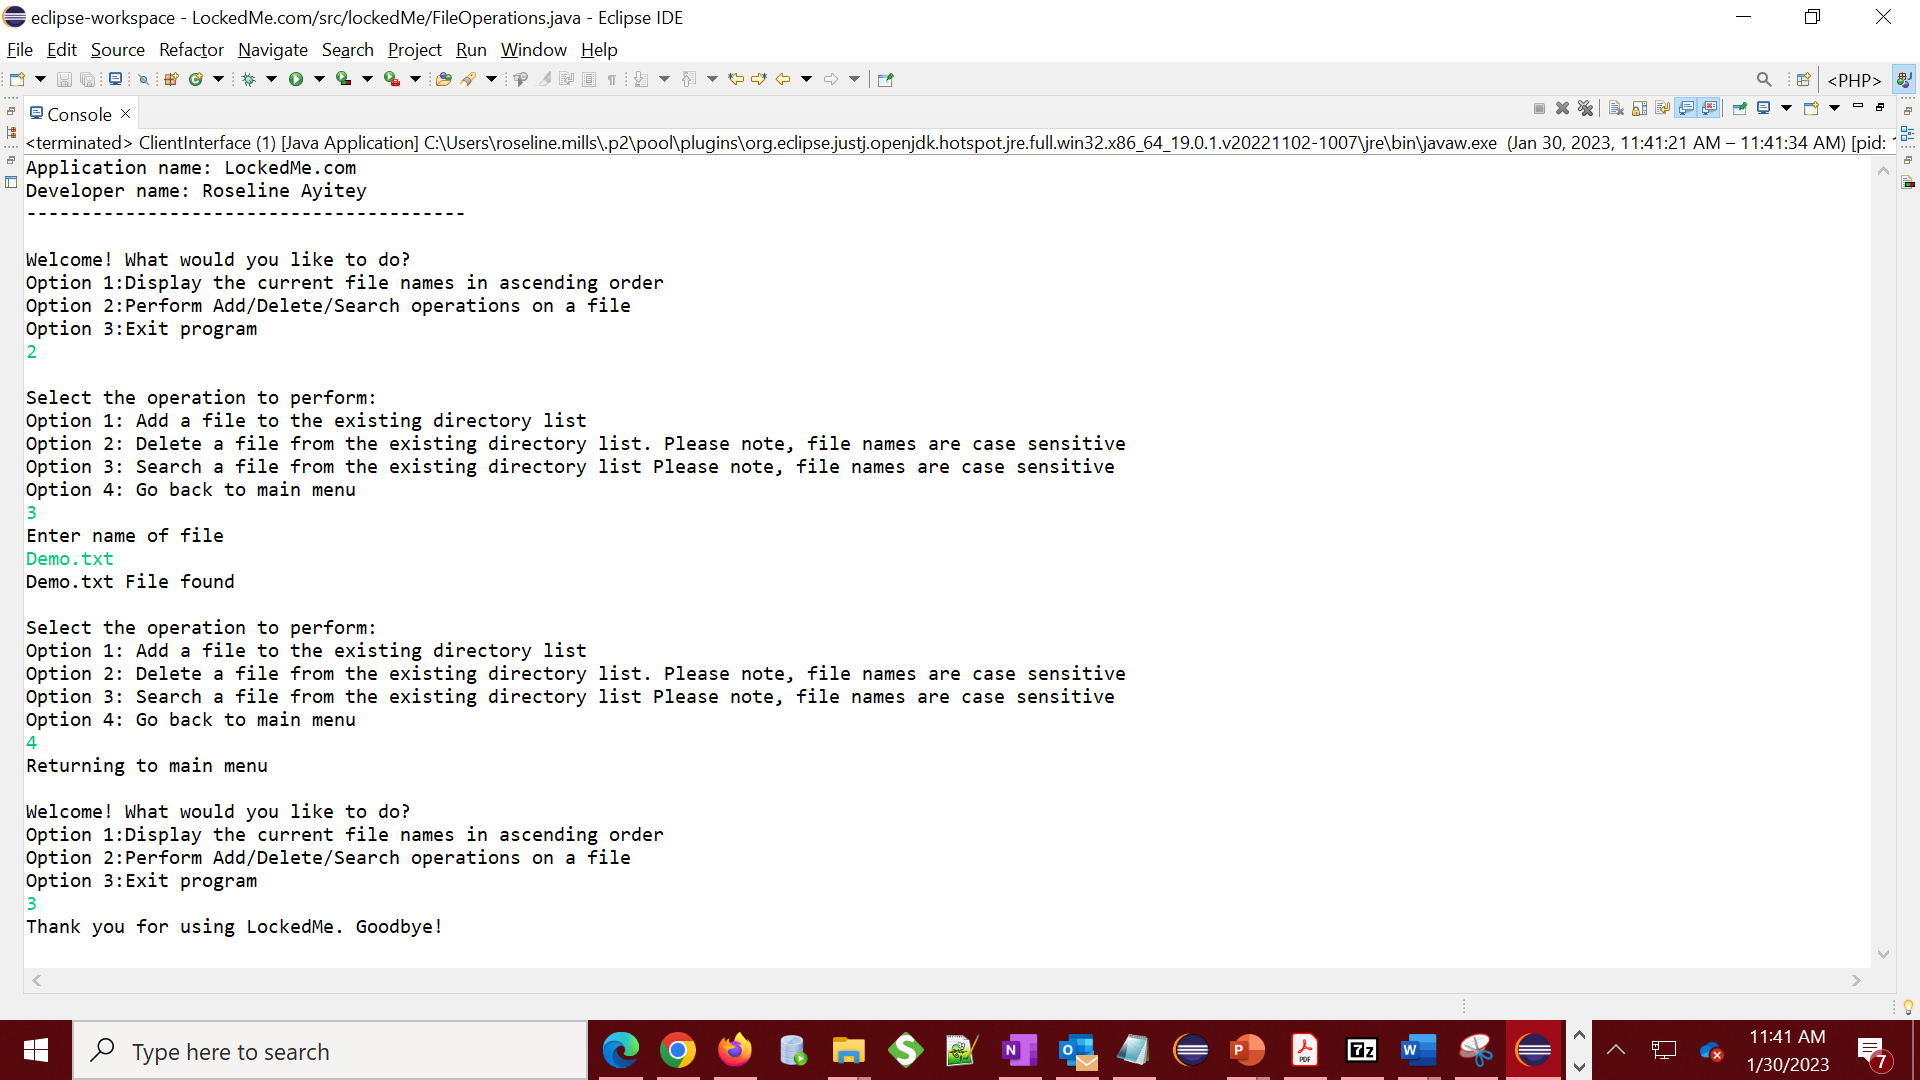 eclipse-workspace - LockedMe.com/src/lockedMe/FileOperations.java - Eclipse IDE
File Edit Source Refactor Navigate Search Project Run Window Help
<PHP>
Console
<terminated> ClientInterface (1) [Java Application] C:\Users\roseline.mills\.p2\pool\plugins\org.eclipse.justj.openjdk.hotspot.jre.full.win32.x86_64_19.0.1.v20221102-1007\jre\bin\javaw.exe (Jan 30, 2023, 11:41:21 AM – 11:41:34 AM) [pid:
Application name: LockedMe.com
Developer name: Roseline Ayitey
----------------------------------------
Welcome! What would you like to do?
Option 1:Display the current file names in ascending order
Option 2:Perform Add/Delete/Search operations on a file
Option 3:Exit program
2
Select the operation to perform:
Option 1: Add a file to the existing directory list
Option 2: Delete a file from the existing directory list. Please note, file names are case sensitive
Option 3: Search a file from the existing directory list Please note, file names are case sensitive
Option 4: Go back to main menu
3
Enter name of file
Demo.txt
Demo.txt File found
Select the operation to perform:
Option 1: Add a file to the existing directory list
Option 2: Delete a file from the existing directory list. Please note, file names are case sensitive
Option 3: Search a file from the existing directory list Please note, file names are case sensitive
Option 4: Go back to main menu
4
Returning to main menu
Welcome! What would you like to do?
Option 1:Display the current file names in ascending order
Option 2:Perform Add/Delete/Search operations on a file
Option 3:Exit program
3
Thank you for using LockedMe. Goodbye!
Type here to search
11:41 AM
1/30/2023
7